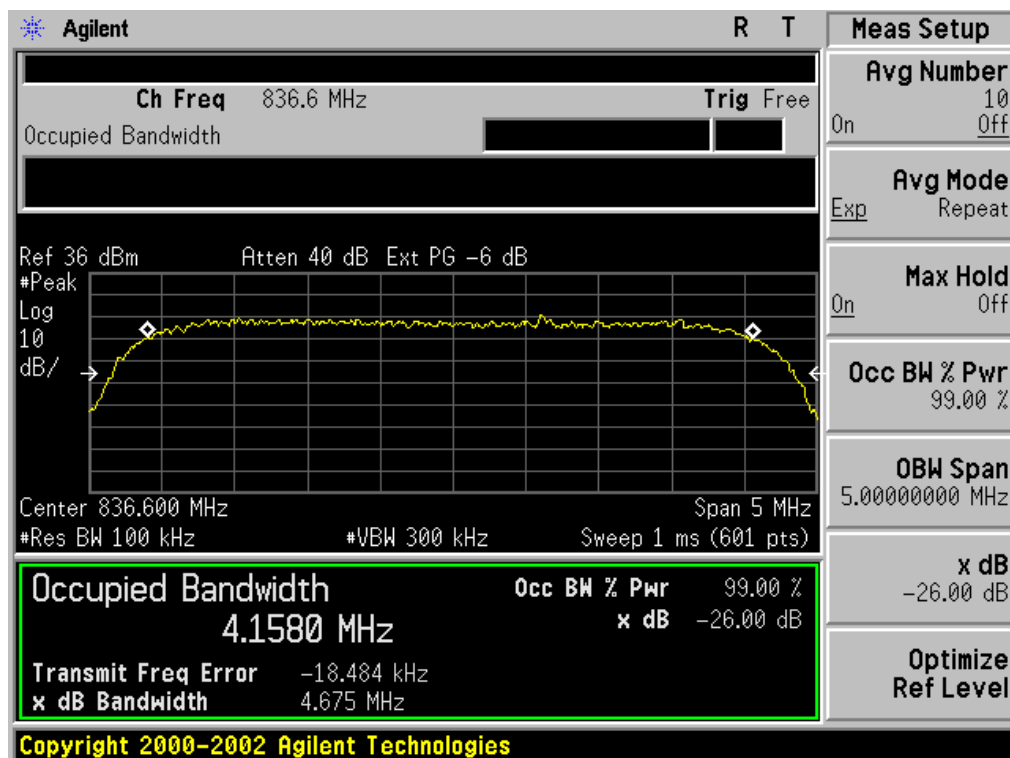 Agilent R T
Ch Freq 836.6 MHz Trig Free
Occupied Bandwidth
Ref 36 dBm Atten 40 dB Ext PG -6 dB
#Peak
Log
10
dB/
Center 836.600 MHz Span 5 MHz
#Res BW 100 kHz #VBW 300 kHz Sweep 1 ms (601 pts)
Occupied Bandwidth Occ BW % Pwr 99.00 %
4.1580 MHz x dB -26.00 dB
Transmit Freq Error -18.484 kHz
x dB Bandwidth 4.675 MHz
Copyright 2000-2002 Agilent Technologies
Meas Setup
Avg Number
10
On Off
Avg Mode
Exp Repeat
Max Hold
On Off
Occ BW % Pwr
99.00 %
OBW Span
5.00000000 MHz
x dB
-26.00 dB
Optimize
Ref Level